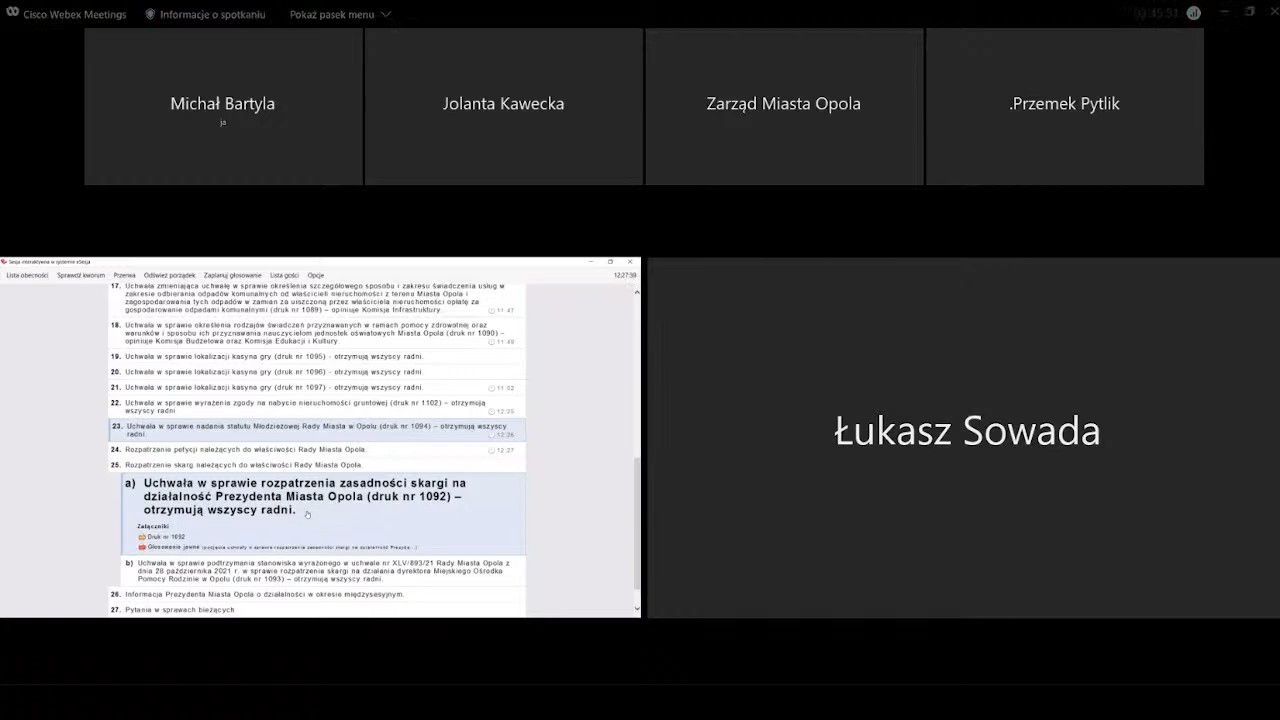 Cisco Webex Meetings
Informacje o spotkaniu
Pokaż pasek menu
Michał Bartyla
ja
Jolanta Kawecka
Zarząd Miasta Opola
.Przemek Pytlik
Sesja interaktywna w systemie eSesja
Lista obecności Sprawdź kworum Przerwa Odśwież porządek Zaplanuj głosowanie Lista gości Opcje
17. Uchwała zmieniająca uchwałę w sprawie określenia szczegółowego sposobu i zakresu świadczenia usług w
zakresie odbierania odpadów komunalnych od właścicieli nieruchomości z terenu Miasta Opola i
zagospodarowania tych odpadów w zamian za uiszczoną przez właściciela nieruchomości opłatę za
gospodarowanie odpadami komunalnymi (druk nr 1089) – opiniuje Komisja Infrastruktury.
11:47
18. Uchwała w sprawie określenia rodzajów świadczeń przyznawanych w ramach pomocy zdrowotnej oraz
warunków i sposobu ich przyznawania nauczycielom jednostek oświatowych Miasta Opola (druk nr 1090) –
opiniuje Komisja Budżetowa oraz Komisja Edukacji i Kultury.
19. Uchwała w sprawie lokalizacji kasyna gry (druk nr 1095) - otrzymują wszyscy radni.
20. Uchwała w sprawie lokalizacji kasyna gry (druk nr 1096) - otrzymują wszyscy radni.
21. Uchwała w sprawie lokalizacji kasyna gry (druk nr 1097) - otrzymują wszyscy radni.
22. Uchwała w sprawie wyrażenia zgody na nabycie nieruchomości gruntowej (druk nr 1102) – otrzymują
wszyscy radni
23. Uchwała w sprawie nadania statutu Młodzieżowej Rady Miasta w Opolu (druk nr 1094) – otrzymują wszyscy
radni.
12:26
24. Rozpatrzenie petycji należących do właściwości Rady Miasta Opola.
12:27
25. Rozpatrzenie skarg należących do właściwości Rady Miasta Opola.
a) Uchwała w sprawie rozpatrzenia zasadności skargi na
działalność Prezydenta Miasta Opola (druk nr 1092) –
otrzymują wszyscy radni.
Załączniki:
Druk nr 1092
Głosowanie jawne (podjęcia uchwały w sprawie rozpatrzenia zasadności skargi na działalność Prezyde...)
b) Uchwała w sprawie podtrzymania stanowiska wyrażonego w uchwale nr XLV/893/21 Rady Miasta Opola z
dnia 28 października 2021 r. w sprawie rozpatrzenia skargi na działania dyrektora Miejskiego Ośrodka
Pomocy Rodzinie w Opolu (druk nr 1093) – otrzymują wszyscy radni.
26. Informacja Prezydenta Miasta Opola o działalności w okresie międzysesyjnym.
27. Pytania w sprawach bieżących
Łukasz Sowada